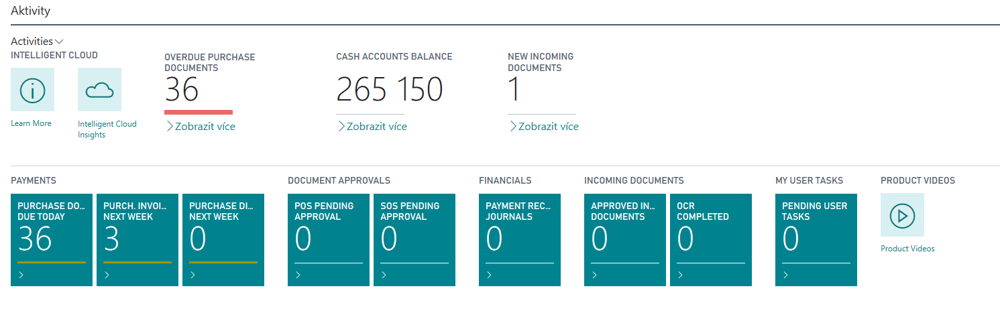 Aktivity
Activities
INTELLIGENT CLOUD
Learn More
Intelligent Cloud
Insights
OVERDUE PURCHASE
DOCUMENTS
36
Zobrazit více
CASH ACCOUNTS BALANCE
265 150
Zobrazit více
NEW INCOMING
DOCUMENTS
1
Zobrazit více
PAYMENTS
PURCHASE DO...
DUE TODAY
36
PURCH. INVOI...
NEXT WEEK
3
PURCHASE DI...
NEXT WEEK
0
DOCUMENT APPROVALS
POS PENDING
APPROVAL
0
SOS PENDING
APPROVAL
0
FINANCIALS
PAYMENT REC...
JOURNALS
0
INCOMING DOCUMENTS
APPROVED IN...
DOCUMENTS
0
OCR
COMPLETED
0
MY USER TASKS
PENDING USER
TASKS
0
PRODUCT VIDEOS
Product Videos